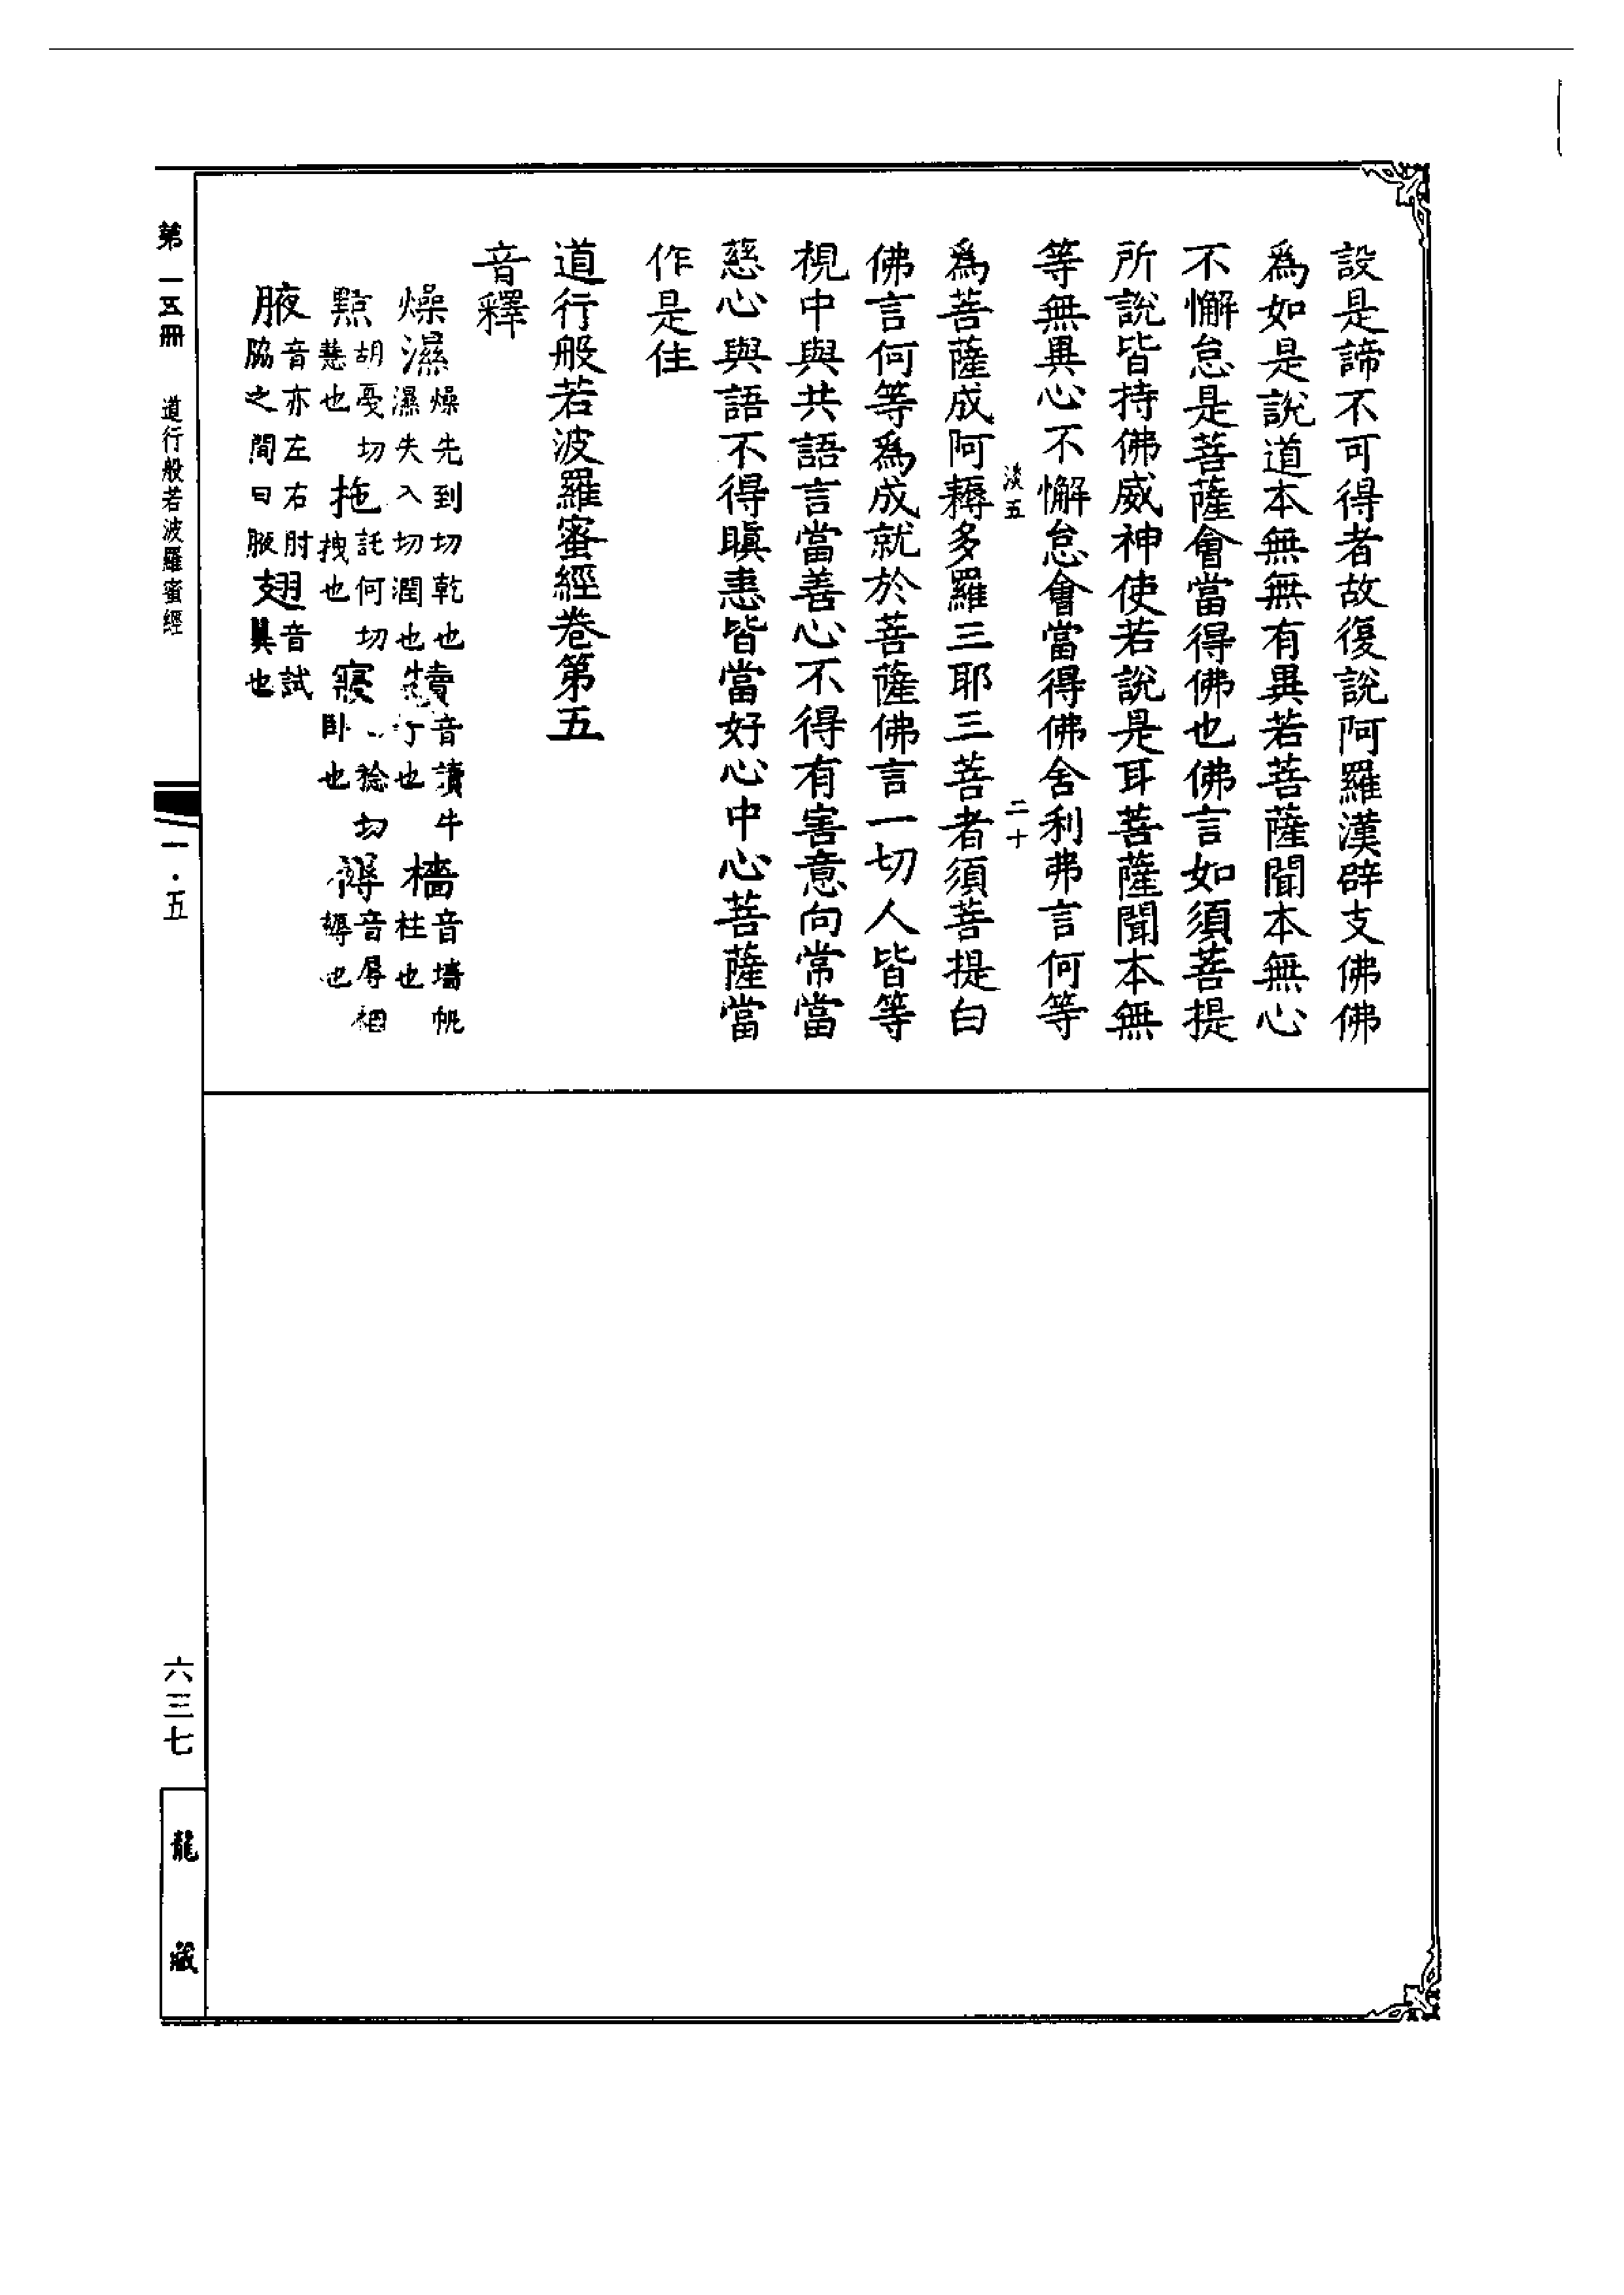 設是諦不可得者故復說阿羅漢辟支佛佛
爲如是說道本無無有異若菩薩聞本無心
不懈怠是菩薩會當得佛也佛言如須菩提
所說皆持佛威神使若說是耳菩薩聞本無
等無異心不懈怠會當得佛舍利弗言何等
淡五 二十
爲菩薩成阿耨多羅三耶三菩者須菩提白
佛言何等爲成就於菩薩佛言一切人皆等
視中與共語言當善心不得有害意向常當
慈心與語不得瞋恚皆當好心中心菩薩當
作是住
道行般若波羅蜜經卷第五
音釋
燥濕燥先到切乾也濕失入切潤也犢音讀牛子也檣音墻帆柱也
點胡戛切慧也拖託何切拽也寢稔切臥也褥音辱裀褥也
腋音亦左右肘脇之間曰腋翅音試翼也
第一五冊 道行般若波羅蜜經
一·五
六三七
龍藏